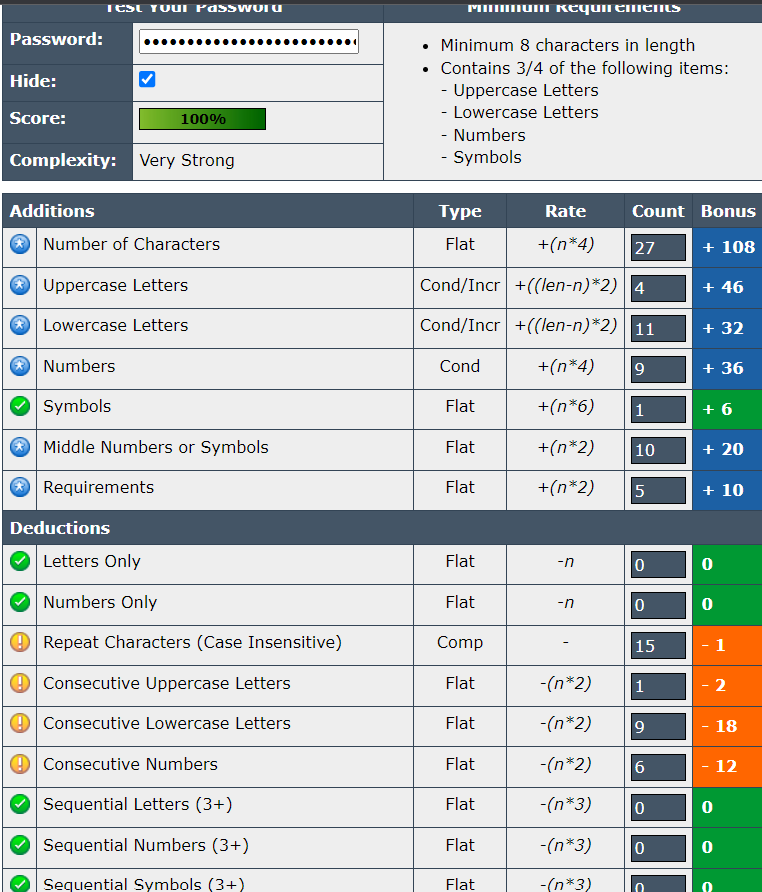 Test Your Password Minimum Requirements
Password: •••••••••••••••••••••••••
• Minimum 8 characters in length
Hide:
• Contains 3/4 of the following items:
- Uppercase Letters
Score: 100%
- Lowercase Letters
- Numbers
Complexity: Very Strong
- Symbols
Additions Type Rate Count Bonus
Number of Characters Flat +(n*4) 27 + 108
Uppercase Letters Cond/Incr +((len-n)*2) 4 + 46
Lowercase Letters Cond/Incr +((len-n)*2) 11 + 32
Numbers Cond +(n*4) 9 + 36
Symbols Flat +(n*6) 1 + 6
Middle Numbers or Symbols Flat +(n*2) 10 + 20
Requirements Flat +(n*2) 5 + 10
Deductions
Letters Only Flat -n 0 0
Numbers Only Flat -n 0 0
Repeat Characters (Case Insensitive) Comp - 15 - 1
Consecutive Uppercase Letters Flat -(n*2) 1 - 2
Consecutive Lowercase Letters Flat -(n*2) 9 - 18
Consecutive Numbers Flat -(n*2) 6 - 12
Sequential Letters (3+) Flat -(n*3) 0 0
Sequential Numbers (3+) Flat -(n*3) 0 0
Sequential Symbols (3+) Flat -(n*3) 0 0